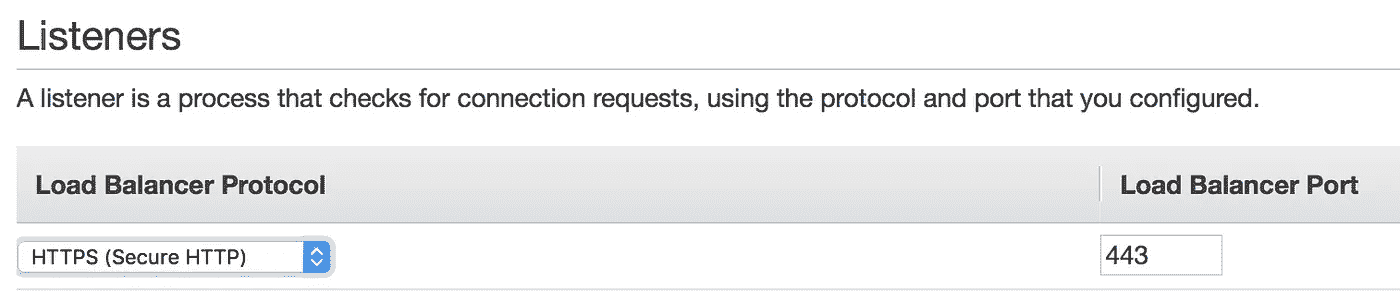 Listeners
A listener is a process that checks for connection requests, using the protocol and port that you configured.
Load Balancer Protocol Load Balancer Port
HTTPS (Secure HTTP) 443